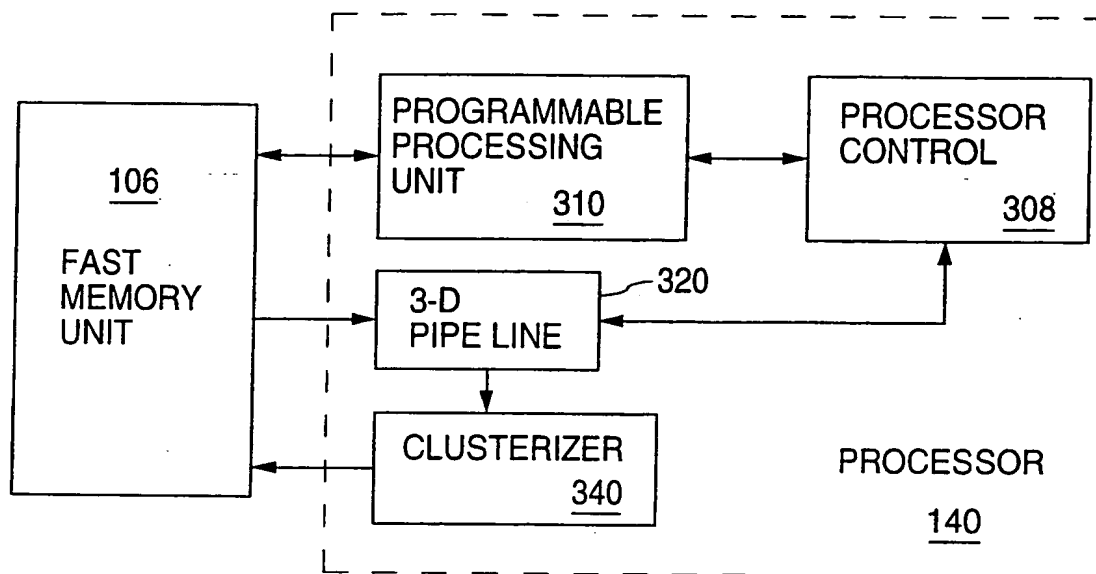 106
FAST
MEMORY
UNIT
PROGRAMMABLE
PROCESSING
UNIT
310
PROCESSOR
CONTROL
308
320
3-D
PIPE LINE
CLUSTERIZER
340
PROCESSOR
140